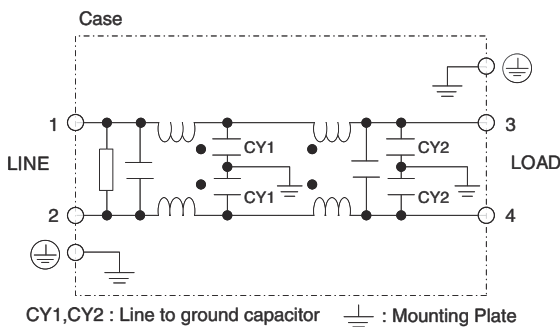 Case
1
3
CY1
CY2
LINE
LOAD
CY1
CY2
2
4
CY1,CY2 : Line to ground capacitor
: Mounting Plate